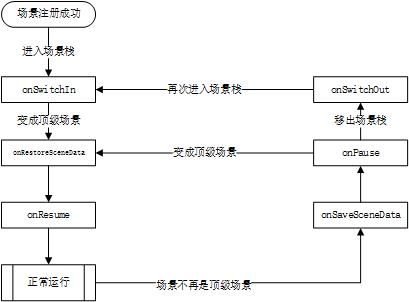 场景注册成功
进入场景栈
onSwitchIn
再次进入场景栈
onSwitchOut
变成顶级场景
移出场景栈
onRestoreSceneData
变成顶级场景
onPause
onResume
onSaveSceneData
正常运行
场景不再是顶级场景